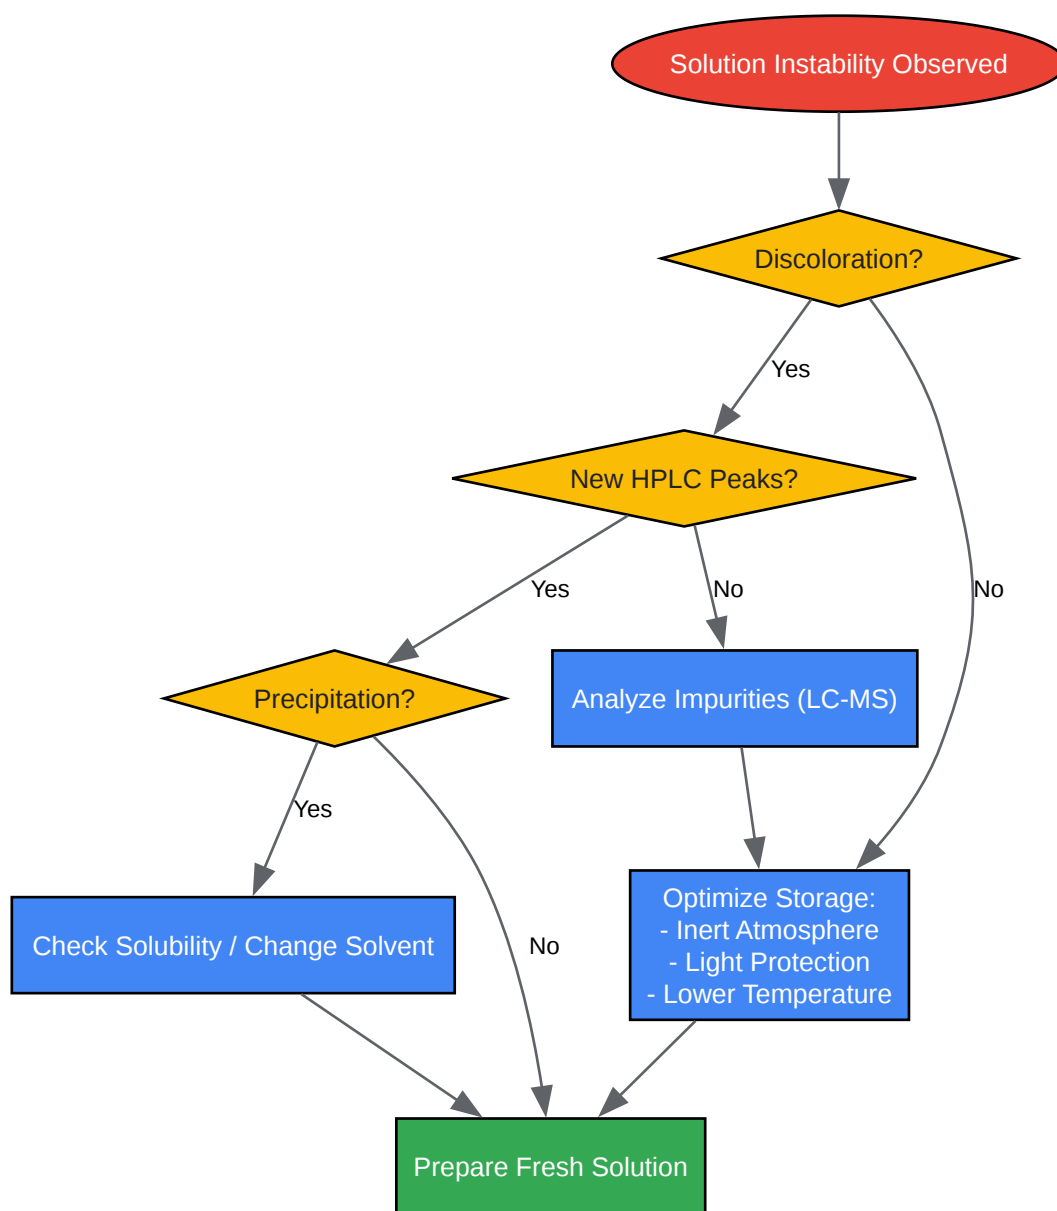 Solution Instability Observed
Discoloration?
Yes
New HPLC Peaks?
Yes
No
No
Precipitation?
Analyze Impurities (LC-MS)
Yes
Optimize Storage:
- Inert Atmosphere
- Light Protection
- Lower Temperature
Check Solubility / Change Solvent
No
Prepare Fresh Solution